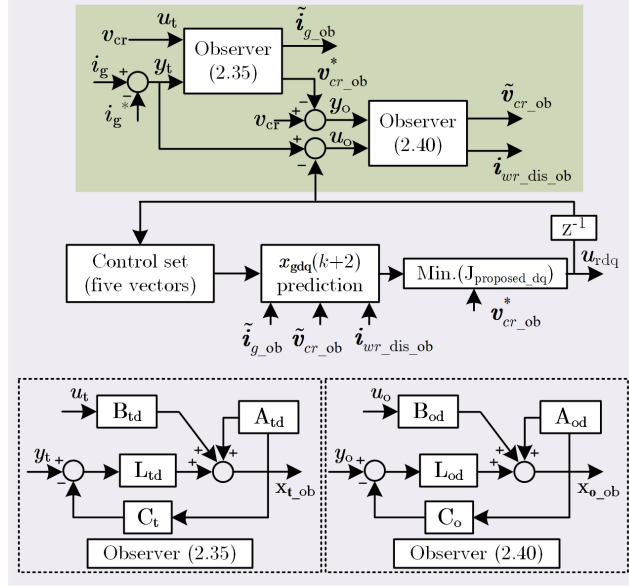 u_t
ĩ_g_ob
v_cr
Observer
(2.35)
i_g + y_t
v*_cr_ob
− i_g*
− y_o
ṽ_cr_ob
v_cr + 
Observer
(2.40)
+ u_o
−
i_wr_dis_ob
z^-1
u_rdq
Control set
(five vectors)
x_gdq(k+2)
prediction
Min.(J_proposed_dq)
v*_cr_ob
ĩ_g_ob ṽ_cr_ob i_wr_dis_ob
u_t
B_td
A_td
y_t + −
L_td
+ + +
x_t_ob
C_t
Observer (2.35)
u_o
B_od
A_od
y_o + −
L_od
+ + +
x_o_ob
C_o
Observer (2.40)